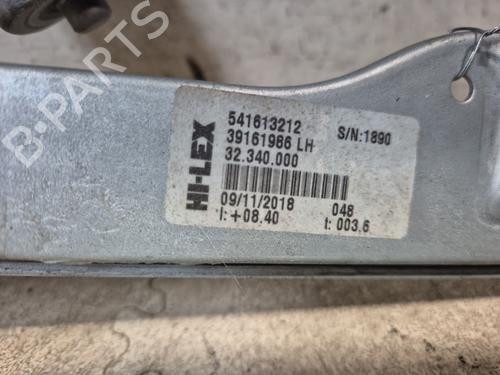 541613212 S/N:1890
39161986 LH
32.340.000
HI-LEX
09/11/2018 048
I: +08.40 I: 003.6
B-PARTS